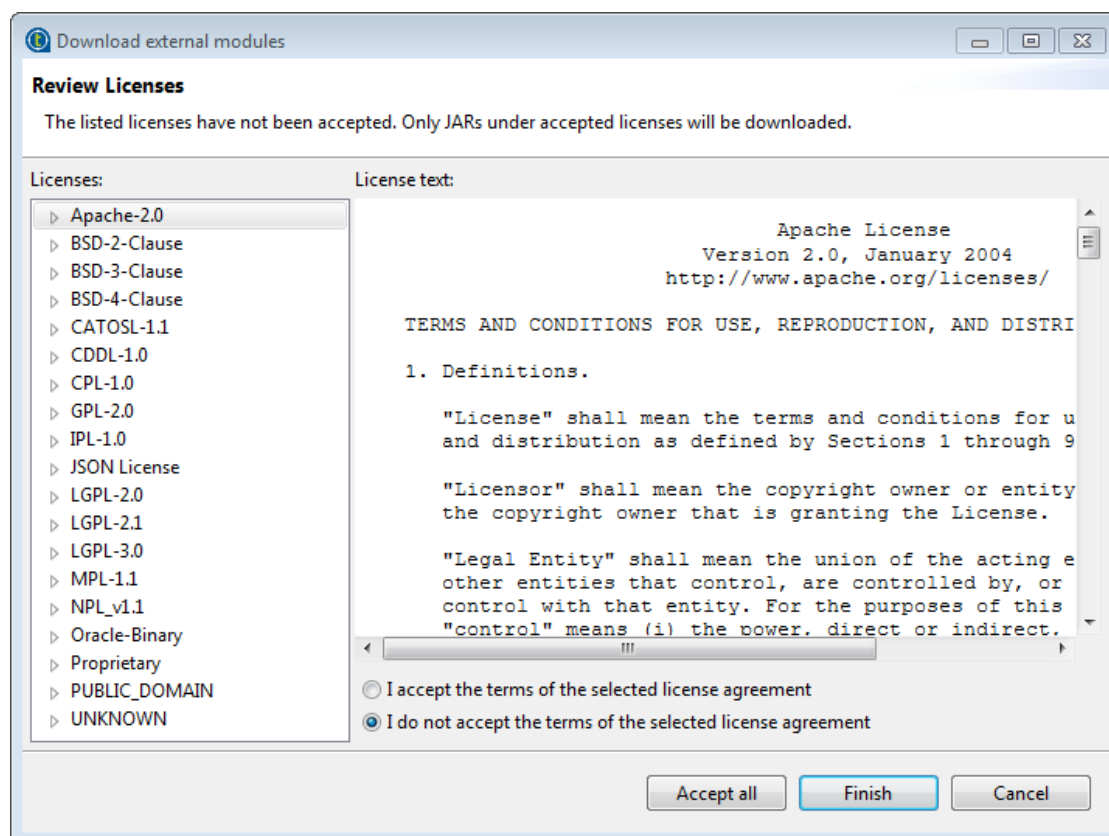 Download external modules
Review Licenses
The listed licenses have not been accepted. Only JARs under accepted licenses will be downloaded.
Licenses:
Apache-2.0
BSD-2-Clause
BSD-3-Clause
BSD-4-Clause
CATOSL-1.1
CDDL-1.0
CPL-1.0
GPL-2.0
IPL-1.0
JSON License
LGPL-2.0
LGPL-2.1
LGPL-3.0
MPL-1.1
NPL_v1.1
Oracle-Binary
Proprietary
PUBLIC_DOMAIN
UNKNOWN
License text:
Apache License
Version 2.0, January 2004
http://www.apache.org/licenses/
TERMS AND CONDITIONS FOR USE, REPRODUCTION, AND DISTRI
1. Definitions.
"License" shall mean the terms and conditions for u
and distribution as defined by Sections 1 through 9
"Licensor" shall mean the copyright owner or entity
the copyright owner that is granting the License.
"Legal Entity" shall mean the union of the acting e
other entities that control, are controlled by, or
control with that entity. For the purposes of this
"control" means (i) the power, direct or indirect,
I accept the terms of the selected license agreement
I do not accept the terms of the selected license agreement
Accept all
Finish
Cancel